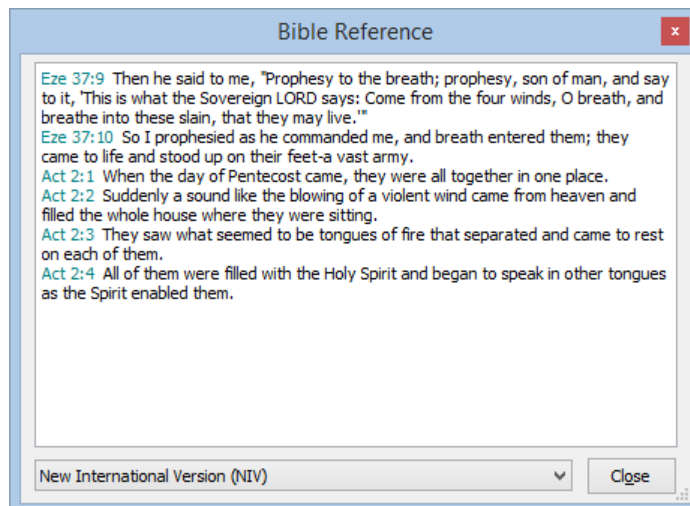 Bible Reference
x
Eze 37:9 Then he said to me, "Prophesy to the breath; prophesy, son of man, and say
to it, 'This is what the Sovereign LORD says: Come from the four winds, O breath, and
breathe into these slain, that they may live.'"
Eze 37:10 So I prophesied as he commanded me, and breath entered them; they
came to life and stood up on their feet-a vast army.
Act 2:1 When the day of Pentecost came, they were all together in one place.
Act 2:2 Suddenly a sound like the blowing of a violent wind came from heaven and
filled the whole house where they were sitting.
Act 2:3 They saw what seemed to be tongues of fire that separated and came to rest
on each of them.
Act 2:4 All of them were filled with the Holy Spirit and began to speak in other tongues
as the Spirit enabled them.
New International Version (NIV)
Close